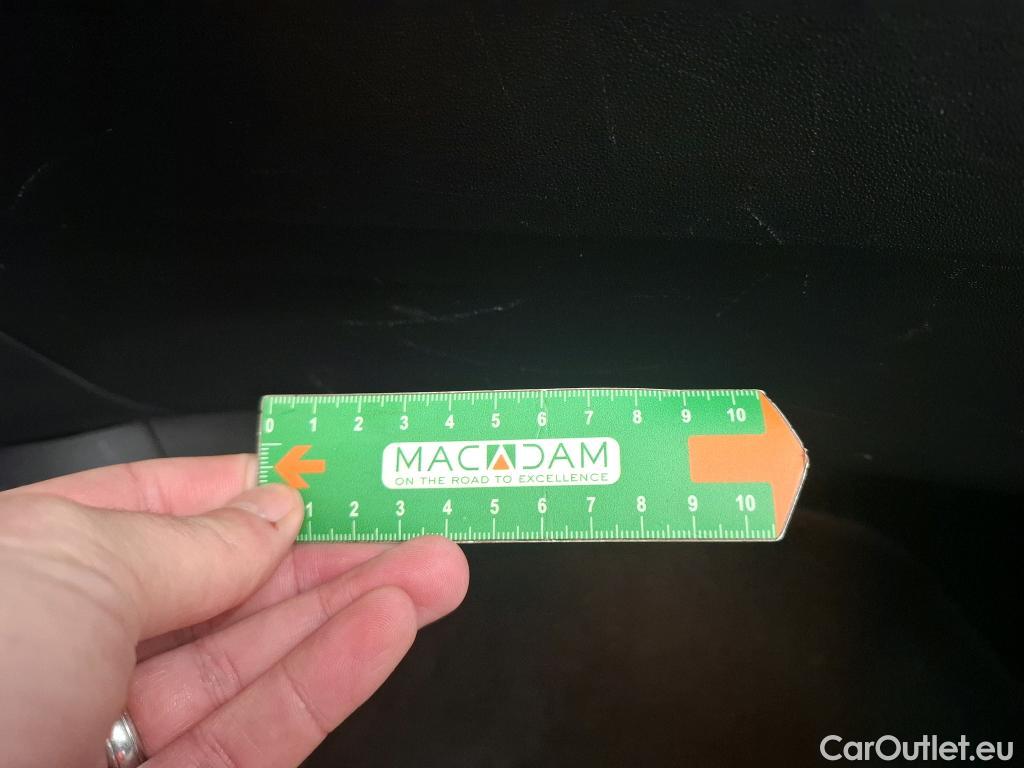 0 1 2 3 4 5 6 7 8 9 10
MACADAM
ON THE ROAD TO EXCELLENCE
1 2 3 4 5 6 7 8 9 10
CarOutlet.eu